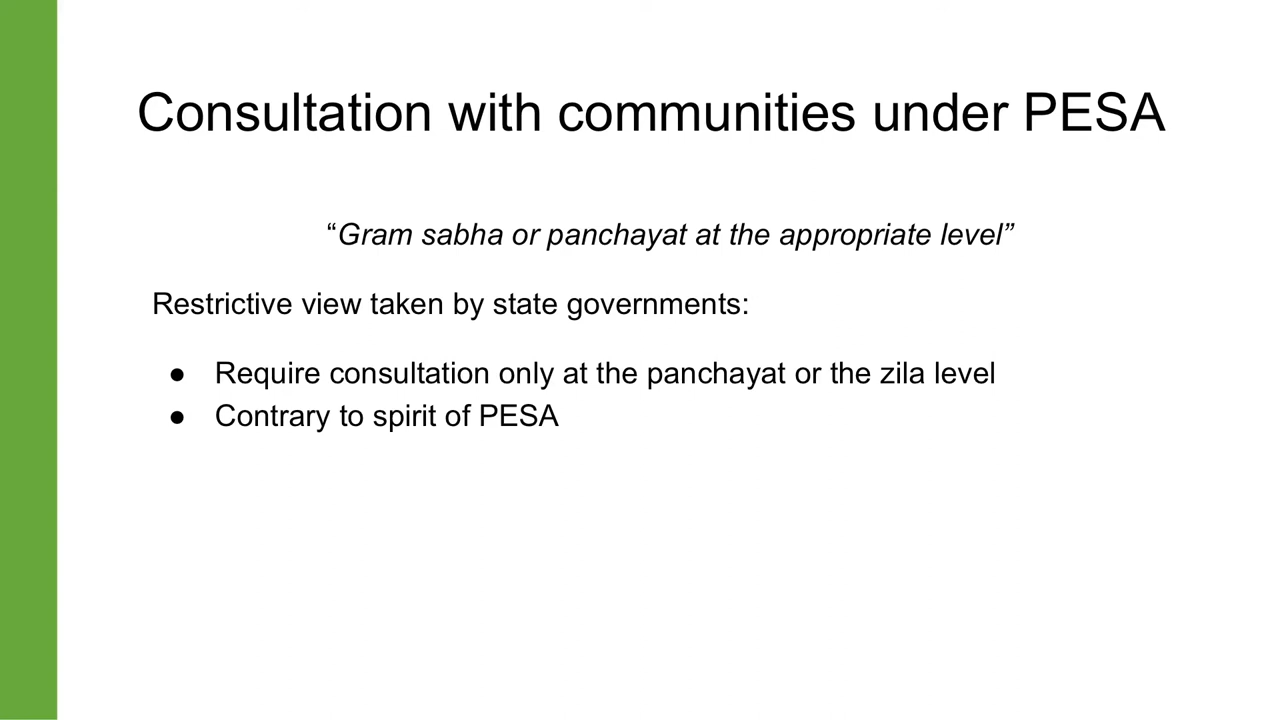 Consultation with communities under PESA
“Gram sabha or panchayat at the appropriate level”
Restrictive view taken by state governments:
● Require consultation only at the panchayat or the zila level
● Contrary to spirit of PESA